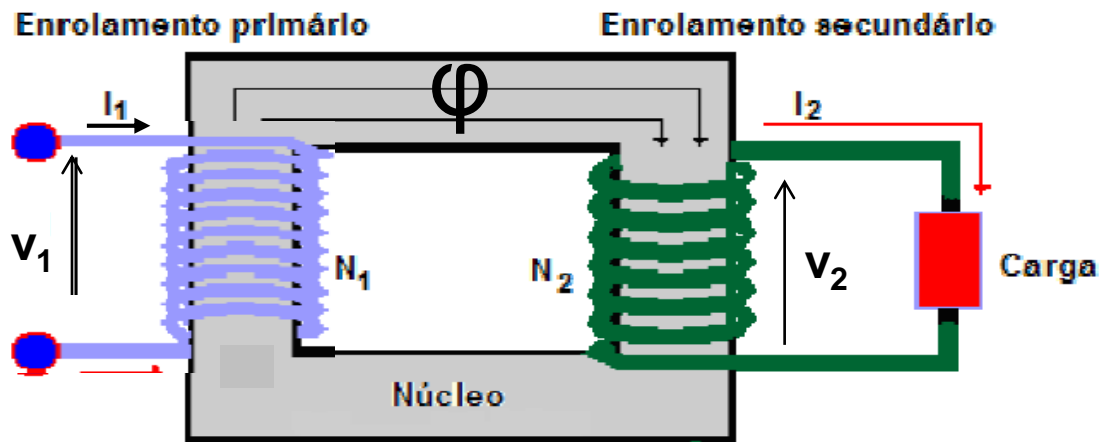 Enrolamento primário
Enrolamento secundário
φ
I1
I2
V1
N1
N2
V2
Carga
Núcleo